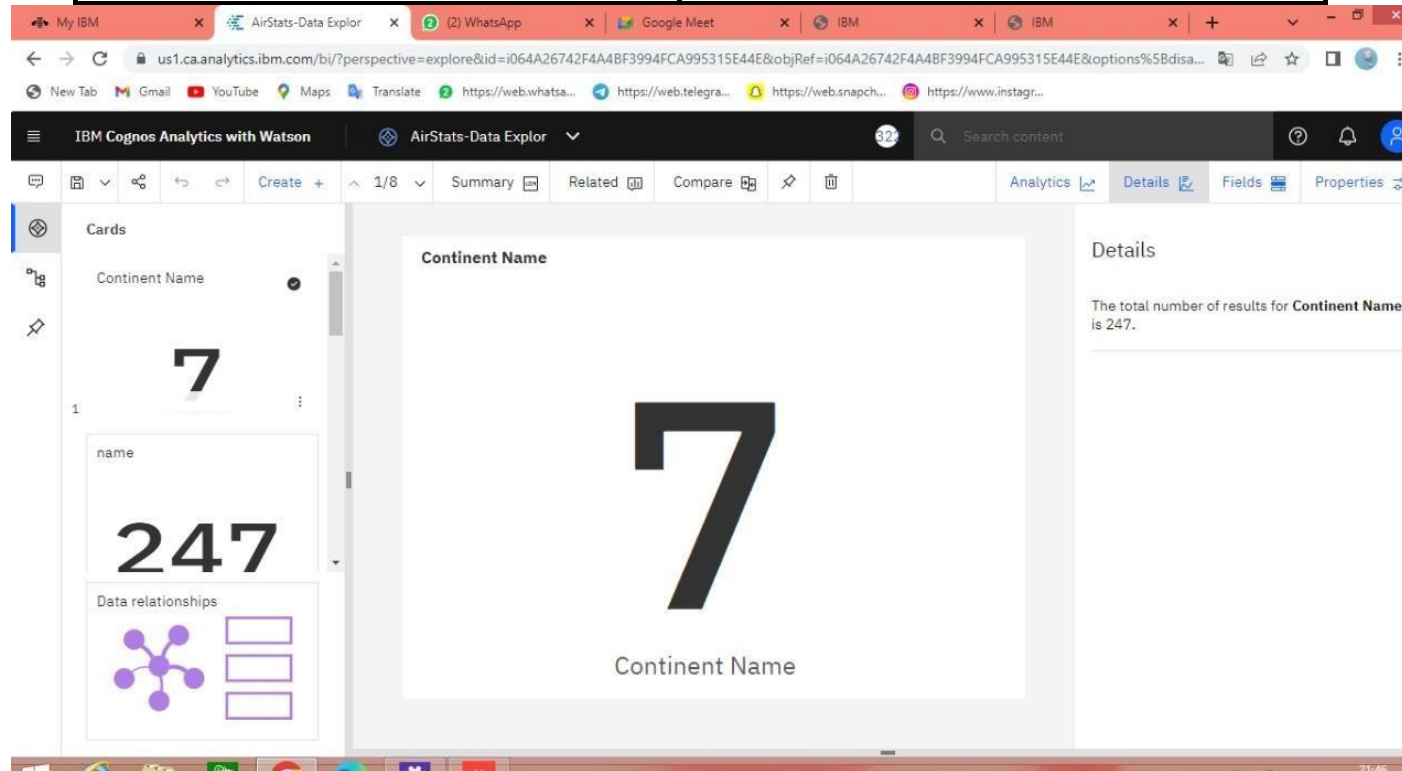 My IBM
AirStats-Data Explor
(2) WhatsApp
Google Meet
IBM
IBM
us1.ca.analytics.ibm.com/bi/?perspective=explore&id=i064A26742F4A4BF3994FCA995315E44E&objRef=i064A26742F4A4BF3994FCA995315E44E&options%5Bdisa...
New Tab Gmail YouTube Maps Translate https://web.whatsa... https://web.telegra... https://web.snapch... https://www.instagr...
IBM Cognos Analytics with Watson AirStats-Data Explor Search content
Create + 1/8 Summary Related Compare Analytics Details Fields Properties
Cards
Continent Name
7
1
name
247
Data relationships
Continent Name
7
Continent Name
Details
The total number of results for Continent Name
is 247.
21:46